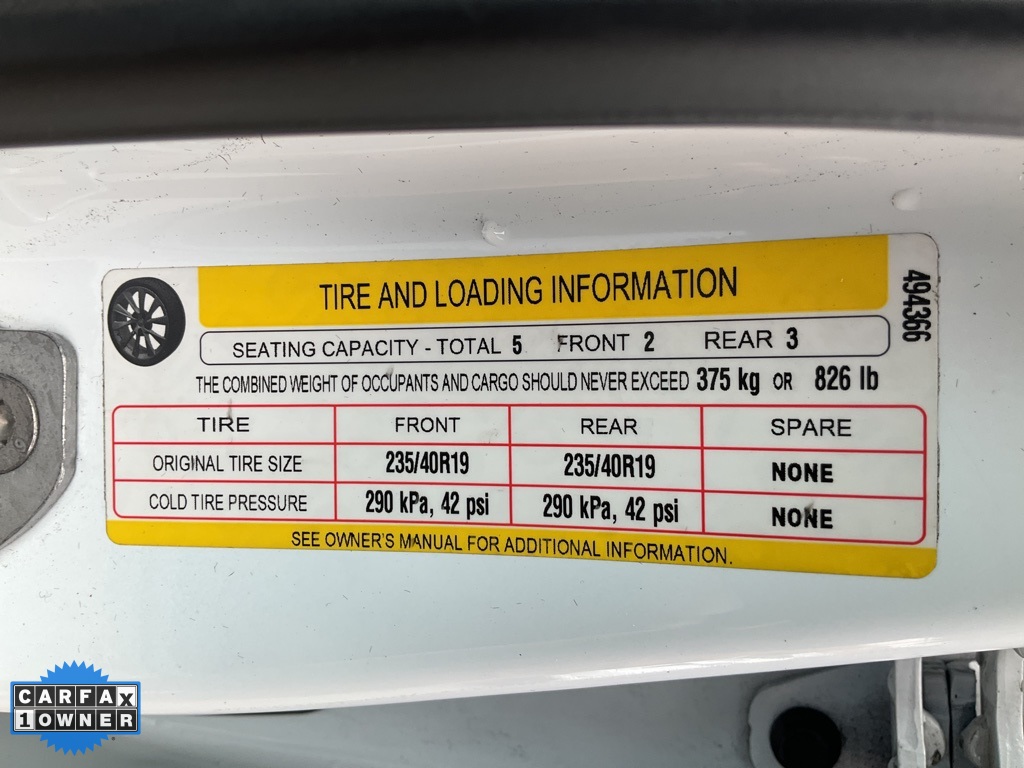 TIRE AND LOADING INFORMATION
494366
SEATING CAPACITY - TOTAL 5 FRONT 2 REAR 3
THE COMBINED WEIGHT OF OCCUPANTS AND CARGO SHOULD NEVER EXCEED 375 kg OR 826 lb
TIRE FRONT REAR SPARE
ORIGINAL TIRE SIZE 235/40R19 235/40R19 NONE
COLD TIRE PRESSURE 290 kPa, 42 psi 290 kPa, 42 psi NONE
SEE OWNER'S MANUAL FOR ADDITIONAL INFORMATION.
CARFAX
1 OWNER